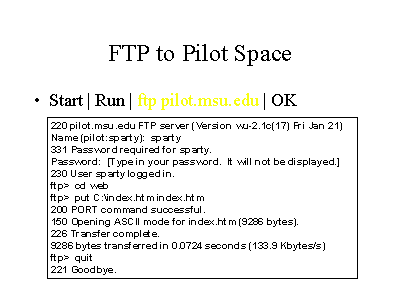 FTP to Pilot Space
• Start | Run | ftp pilot.msu.edu | OK
220 pilot.msu.edu FTP server (Version wu-2.1c(17) Fri Jan 21)
Name (pilot:sparty): sparty
331 Password required for sparty.
Password: [Type in your password. It will not be displayed.]
230 User sparty logged in.
ftp> cd web
ftp> put C:\index.htm index.htm
200 PORT command successful.
150 Opening ASCII mode for index.htm (9286 bytes).
226 Transfer complete.
9286 bytes transferred in 0.0724 seconds (133.9 Kbytes/s)
ftp> quit
221 Goodbye.